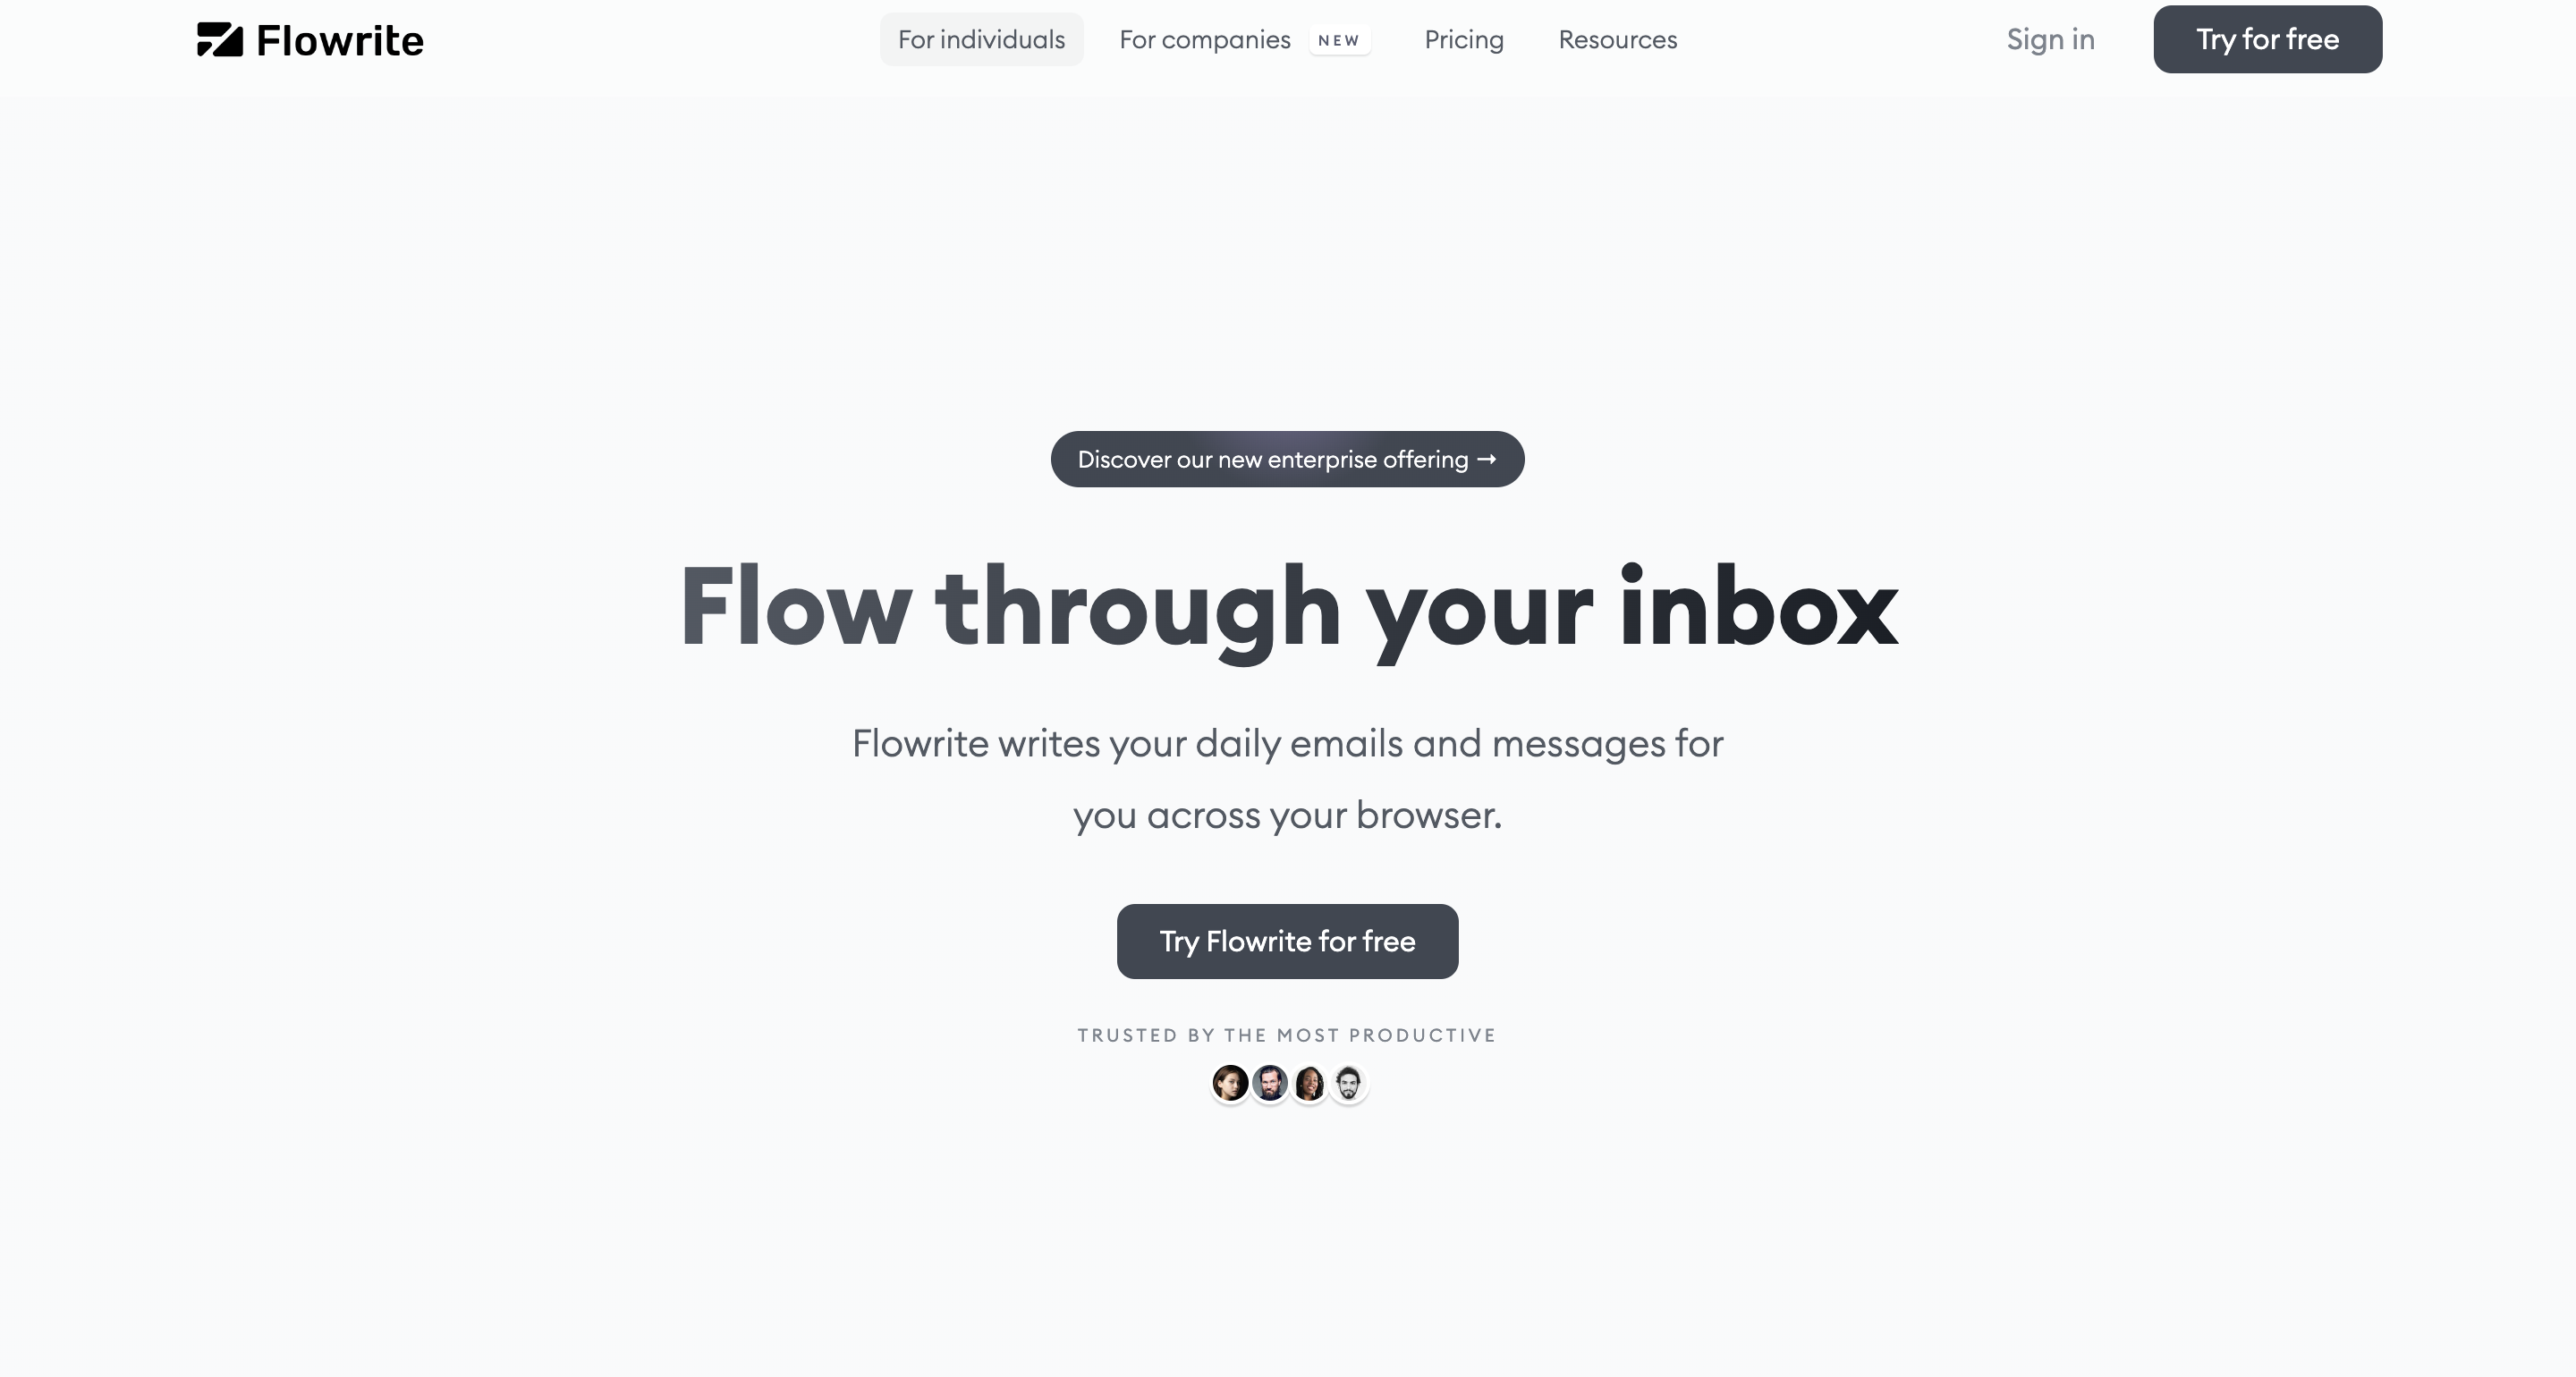 Flowrite
For individuals
For companies
NEW
Pricing
Resources
Sign in
Try for free
Discover our new enterprise offering →
Flow through your inbox
Flowrite writes your daily emails and messages for
you across your browser.
Try Flowrite for free
TRUSTED BY THE MOST PRODUCTIVE